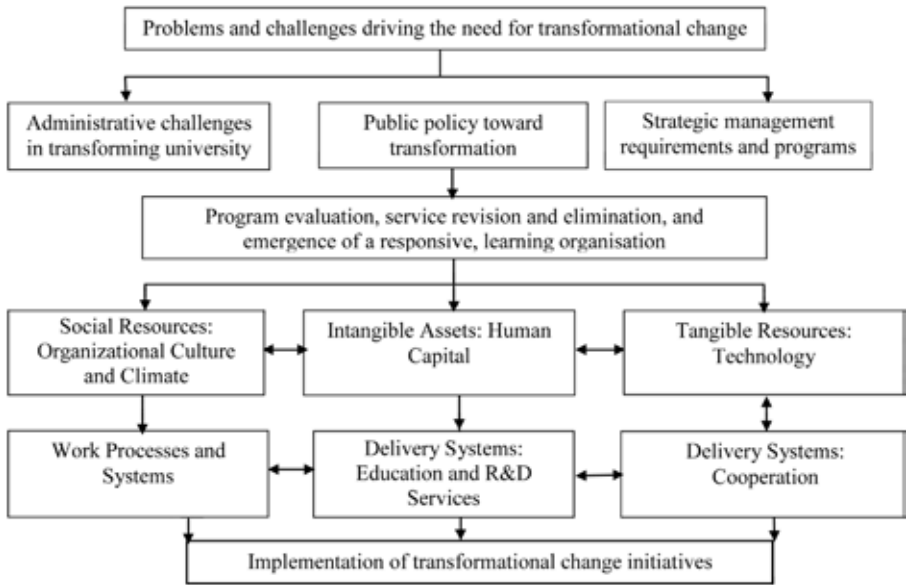 Problems and challenges driving the need for transformational change
Administrative challenges
in transforming university
Public policy toward
transformation
Strategic management
requirements and programs
Program evaluation, service revision and elimination, and
emergence of a responsive, learning organisation
Social Resources:
Organizational Culture
and Climate
Intangible Assets: Human
Capital
Tangible Resources:
Technology
Work Processes and
Systems
Delivery Systems:
Education and R&D
Services
Delivery Systems:
Cooperation
Implementation of transformational change initiatives